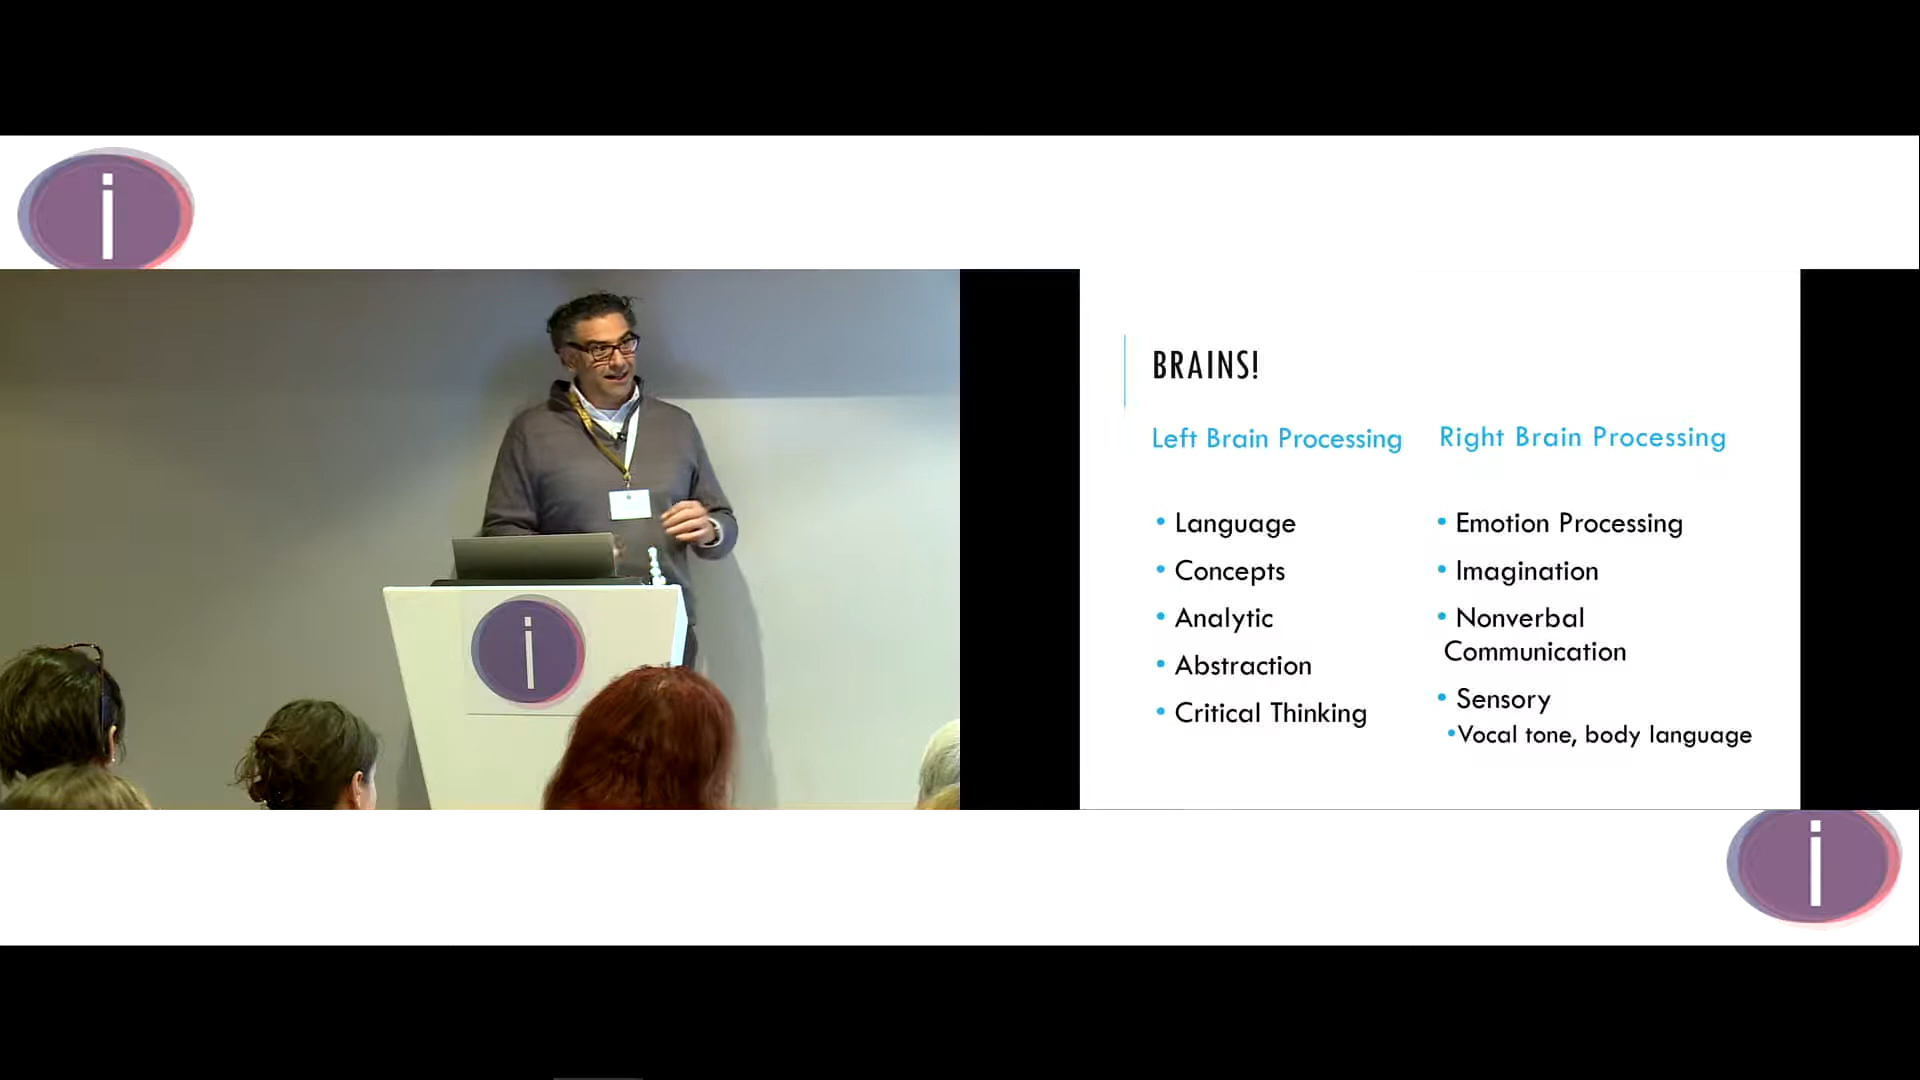 i
i
BRAINS!
Left Brain Processing
Right Brain Processing
• Language
• Concepts
• Analytic
• Abstraction
• Critical Thinking
• Emotion Processing
• Imagination
• Nonverbal
Communication
• Sensory
• Vocal tone, body language
i